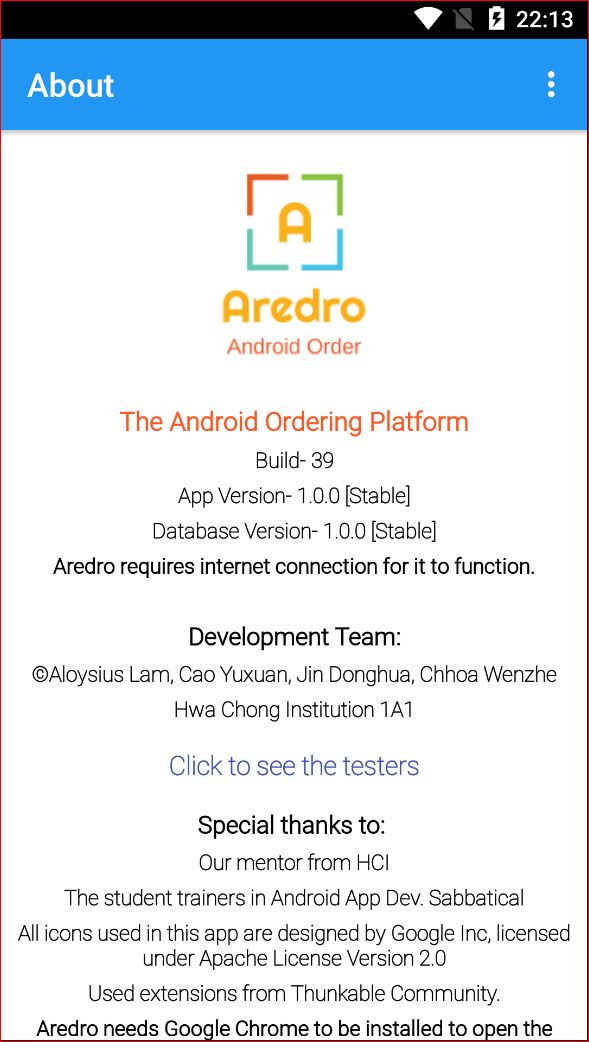 22:13
About
A
Aredro
Android Order
The Android Ordering Platform
Build- 39
App Version- 1.0.0 [Stable]
Database Version- 1.0.0 [Stable]
Aredro requires internet connection for it to function.
Development Team:
©Aloysius Lam, Cao Yuxuan, Jin Donghua, Chhoa Wenzhe
Hwa Chong Institution 1A1
Click to see the testers
Special thanks to:
Our mentor from HCI
The student trainers in Android App Dev. Sabbatical
All icons used in this app are designed by Google Inc, licensed
under Apache License Version 2.0
Used extensions from Thunkable Community.
Aredro needs Google Chrome to be installed to open the